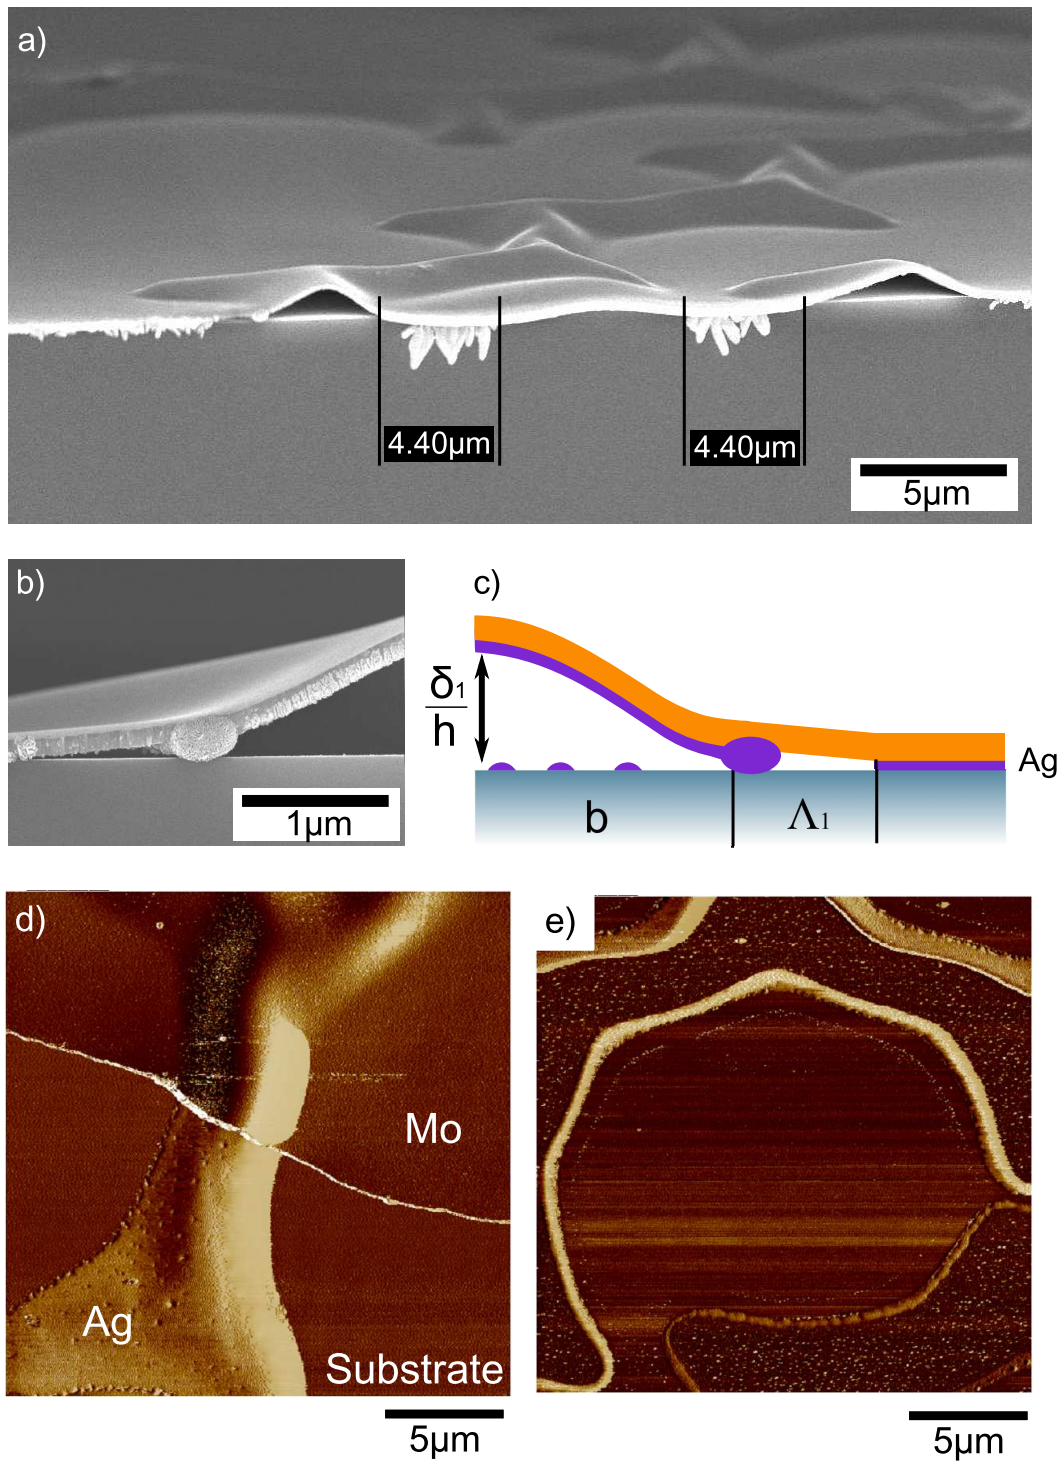 a)
4.40µm
4.40µm
5µm
b)
1µm
c)
δ₁
h
Ag
b
Λ₁
d)
Mo
Ag
Substrate
5µm
e)
5µm